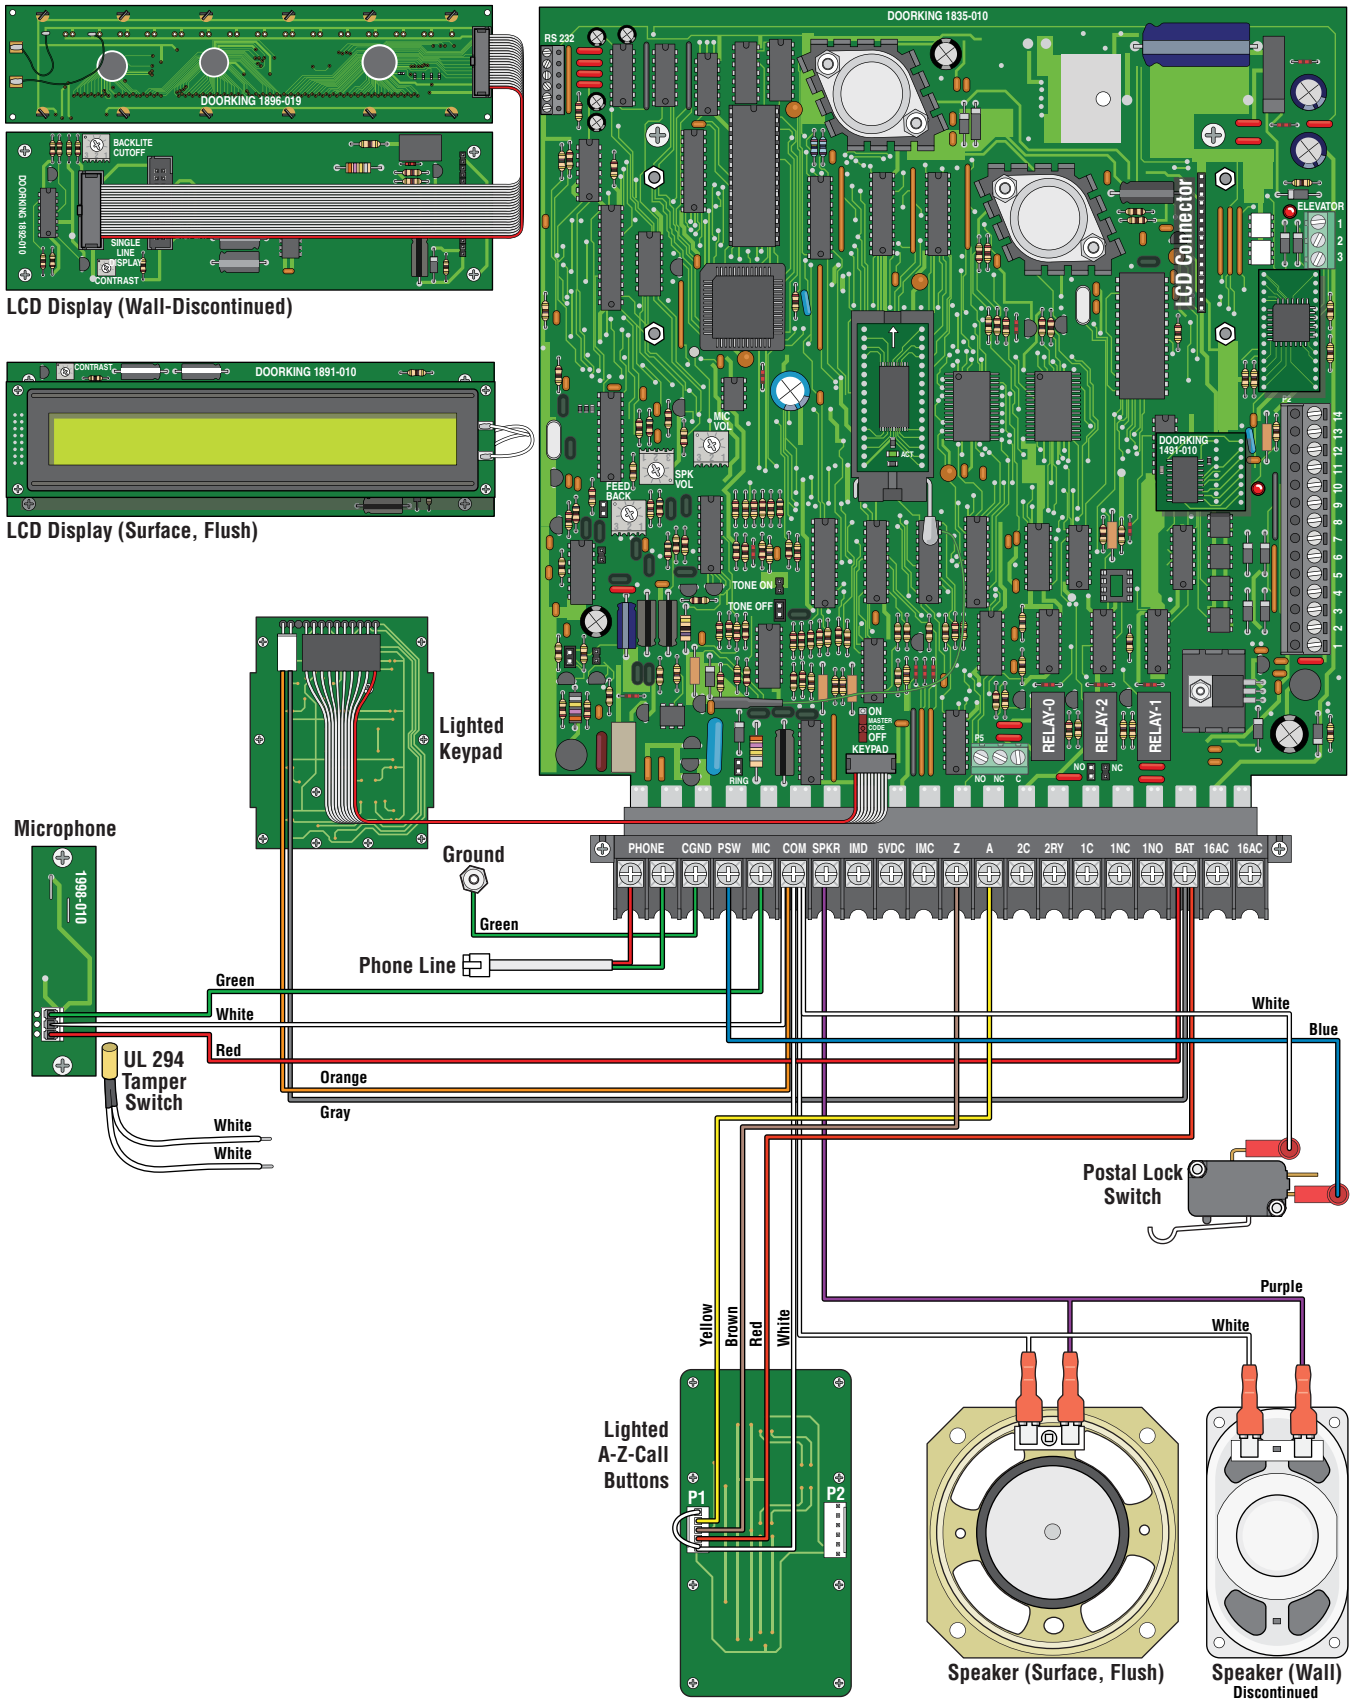 DOORKING 1896-019
BACKLITE
CUTOFF
DOORKING 1892-010
SINGLE
LINE
DISPLAY
CONTRAST
LCD Display (Wall-Discontinued)
CONTRAST
DOORKING 1891-010
LCD Display (Surface, Flush)
DOORKING 1835-010
RS 232
LCD Connector
ELEVATOR
1
2
3
MIC
VOL
SPK
VOL
FEED
BACK
ACT
DOORKING
1491-010
P2
14
13
12
11
10
9
8
7
6
5
4
3
2
1
TONE ON
TONE OFF
ON
MASTER
CODE
OFF
KEYPAD
RING
P5
NO NC C
RELAY-0
RELAY-2
RELAY-1
NO
NC
PHONE CGND PSW MIC COM SPKR IMD 5VDC IMC Z A 2C 2RY 1C 1NC 1NO BAT 16AC 16AC
Lighted
Keypad
Microphone
1998-010
Ground
Green
Phone Line
Green
White
Red
Orange
Gray
UL 294
Tamper
Switch
White
White
White
Blue
Postal Lock
Switch
Purple
White
Yellow
Brown
Red
White
Lighted
A-Z-Call
Buttons
P1
P2
Speaker (Surface, Flush)
Speaker (Wall)
Discontinued